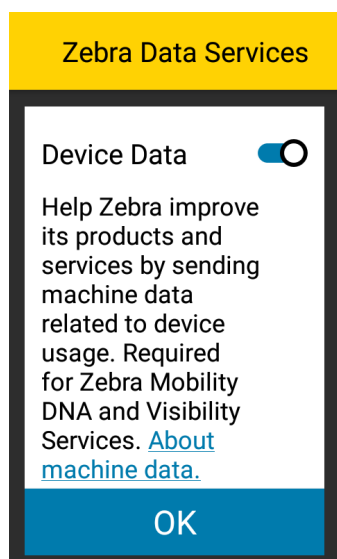 Zebra Data Services
Device Data
Help Zebra improve
its products and
services by sending
machine data
related to device
usage. Required
for Zebra Mobility
DNA and Visibility
Services. About
machine data.
OK